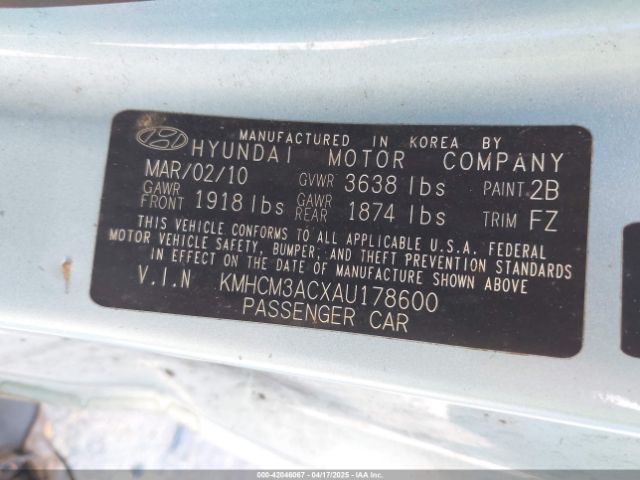 MANUFACTURED IN KOREA BY
HYUNDAI MOTOR COMPANY
MAR/02/10 GVWR 3638 lbs PAINT 2B
GAWR FRONT 1918 lbs GAWR REAR 1874 lbs TRIM FZ
THIS VEHICLE CONFORMS TO ALL APPLICABLE U.S.A. FEDERAL
MOTOR VEHICLE SAFETY, BUMPER, AND THEFT PREVENTION STANDARDS
IN EFFECT ON THE DATE OF MANUFACTURE SHOWN ABOVE
V.I.N KMHCM3ACXAU178600
PASSENGER CAR
000-42046067 - 04/17/2025 - IAAI.COM